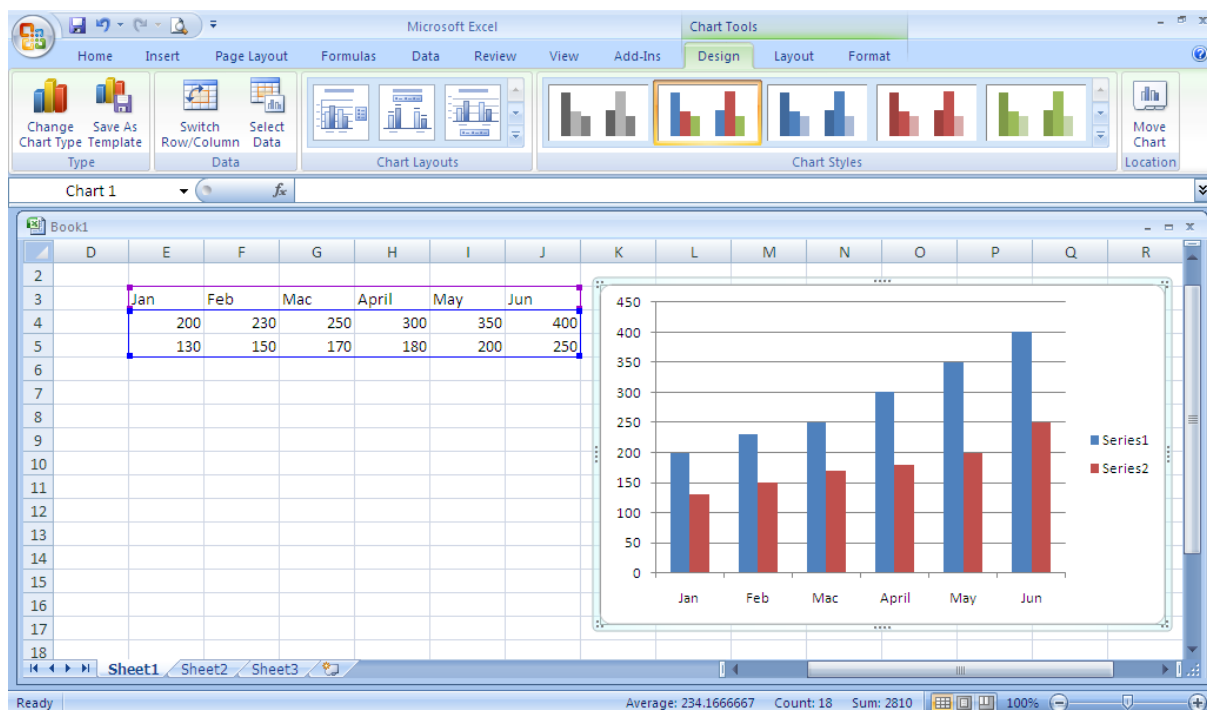 Microsoft Excel Chart Tools
Home Insert Page Layout Formulas Data Review View Add-Ins Design Layout Format
Change Chart Type Save As Template Switch Row/Column Select Data Move Chart
Type Data Chart Layouts Chart Styles Location
Chart 1 fx
Book1
D E F G H I J K L M N O P Q R
2
3 Jan Feb Mac April May Jun
4 200 230 250 300 350 400
5 130 150 170 180 200 250
6
7
8
9
10
11
12
13
14
15
16
17
18
450
400
350
300
250
200
150
100
50
0
Jan Feb Mac April May Jun
Series1
Series2
Sheet1 Sheet2 Sheet3
Ready Average: 234.1666667 Count: 18 Sum: 2810 100%